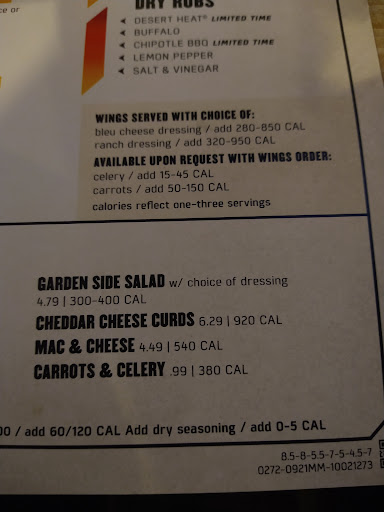 ce or
DRY RUBS
DESERT HEAT® LIMITED TIME
BUFFALO
CHIPOTLE BBQ LIMITED TIME
LEMON PEPPER
SALT & VINEGAR
WINGS SERVED WITH CHOICE OF:
bleu cheese dressing / add 280-850 CAL
ranch dressing / add 320-950 CAL
AVAILABLE UPON REQUEST WITH WINGS ORDER:
celery / add 15-45 CAL
carrots / add 50-150 CAL
calories reflect one-three servings
GARDEN SIDE SALAD w/ choice of dressing
4.79 | 300-400 CAL
CHEDDAR CHEESE CURDS 6.29 | 920 CAL
MAC & CHEESE 4.49 | 540 CAL
CARROTS & CELERY .99 | 380 CAL
00 / add 60/120 CAL Add dry seasoning / add 0-5 CAL
8.5-8-5.5-7-5-4.5-7
0272-0921MM-10021273